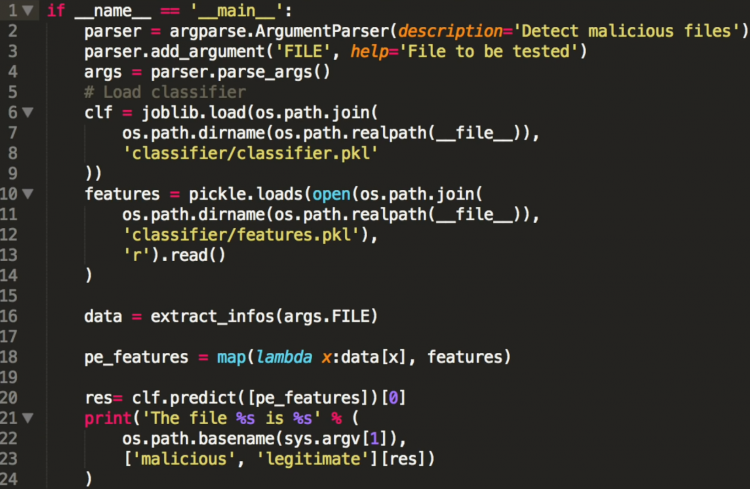 1 if __name__ == '__main__':
2     parser = argparse.ArgumentParser(description='Detect malicious files')
3     parser.add_argument('FILE', help='File to be tested')
4     args = parser.parse_args()
5     # Load classifier
6     clf = joblib.load(os.path.join(
7         os.path.dirname(os.path.realpath(__file__)),
8         'classifier/classifier.pkl'
9     ))
10     features = pickle.loads(open(os.path.join(
11         os.path.dirname(os.path.realpath(__file__)),
12         'classifier/features.pkl'),
13         'r').read()
14     )
15
16     data = extract_infos(args.FILE)
17
18     pe_features = map(lambda x:data[x], features)
19
20     res= clf.predict([pe_features])[0]
21     print('The file %s is %s' % (
22         os.path.basename(sys.argv[1]),
23         ['malicious', 'legitimate'][res])
24     )